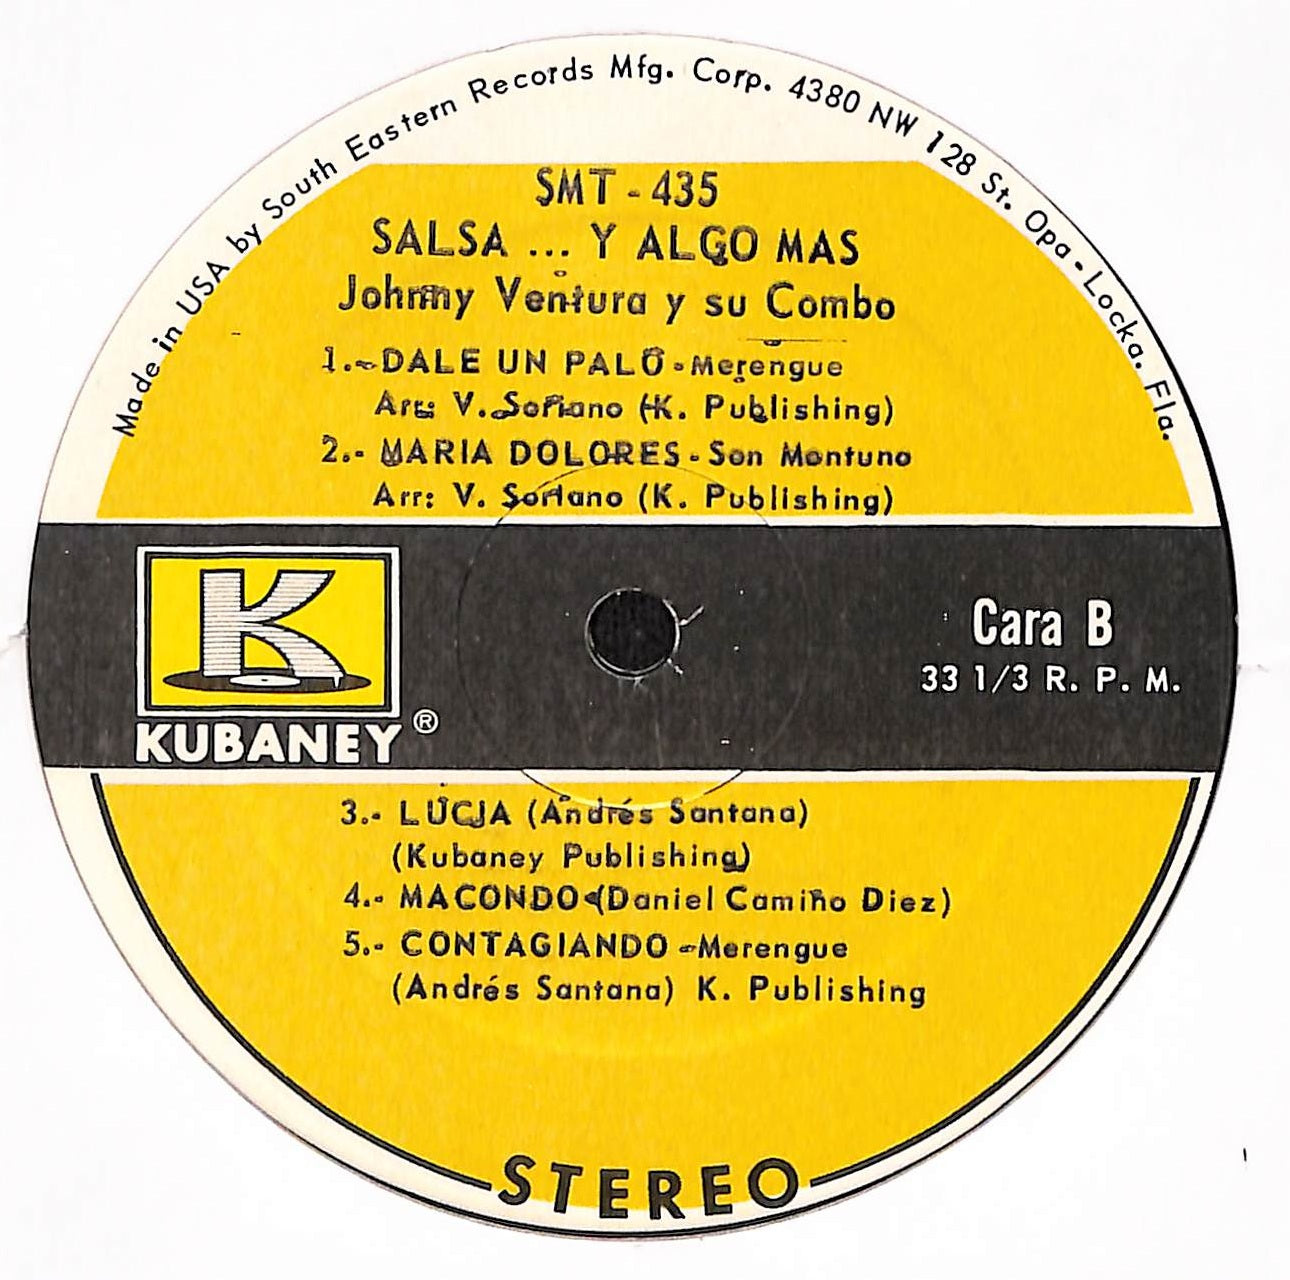 Made in USA by South Eastern Records Mfg. Corp. 4380 NW 128 St. Opa-Locka. Fla.
SMT - 435
SALSA ... Y ALGO MAS
Johnny Ventura y su Combo
1.- DALE UN PALO - Merengue
Arr: V. Soriano (K. Publishing)
2.- MARIA DOLORES - Son Montuno
Arr: V. Soriano (K. Publishing)
K
KUBANEY®
Cara B
33 1/3 R. P. M.
3.- LUCIA (Andrés Santana)
(Kubaney Publishing)
4.- MACONDO (Daniel Camiño Diez)
5.- CONTAGIANDO - Merengue
(Andrés Santana) K. Publishing
STEREO